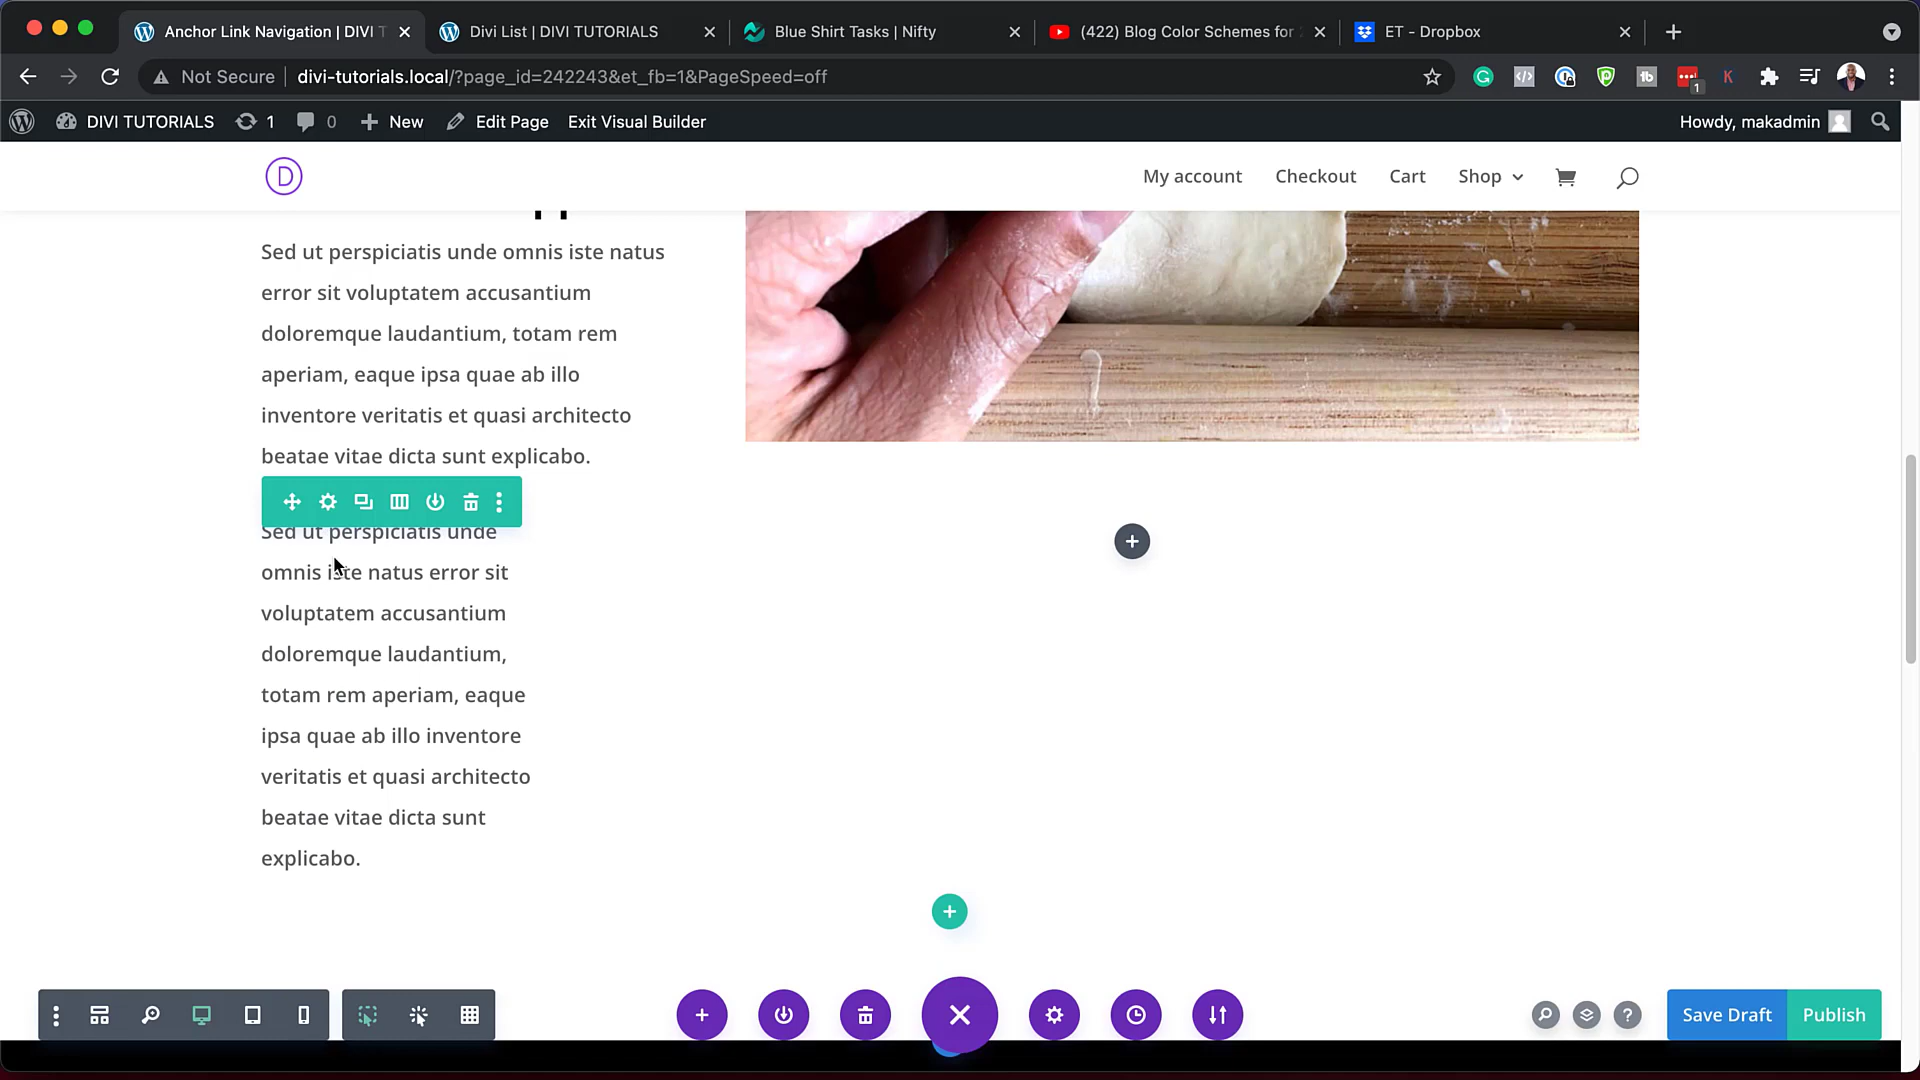 Anchor Link Navigation | DIVI T
Divi List | DIVI TUTORIALS
Blue Shirt Tasks | Nifty
(422) Blog Color Schemes for 2
ET - Dropbox
Not Secure
divi-tutorials.local/?page_id=242243&et_fb=1&PageSpeed=off
1
DIVI TUTORIALS
1
0
New
Edit Page
Exit Visual Builder
Howdy, makadmin
D
My account
Checkout
Cart
Shop
Sed ut perspiciatis unde omnis iste natus
error sit voluptatem accusantium
doloremque laudantium, totam rem
aperiam, eaque ipsa quae ab illo
inventore veritatis et quasi architecto
beatae vitae dicta sunt explicabo.
Sed ut perspiciatis unde
omnis iste natus error sit
voluptatem accusantium
doloremque laudantium,
totam rem aperiam, eaque
ipsa quae ab illo inventore
veritatis et quasi architecto
beatae vitae dicta sunt
explicabo.
Save Draft
Publish